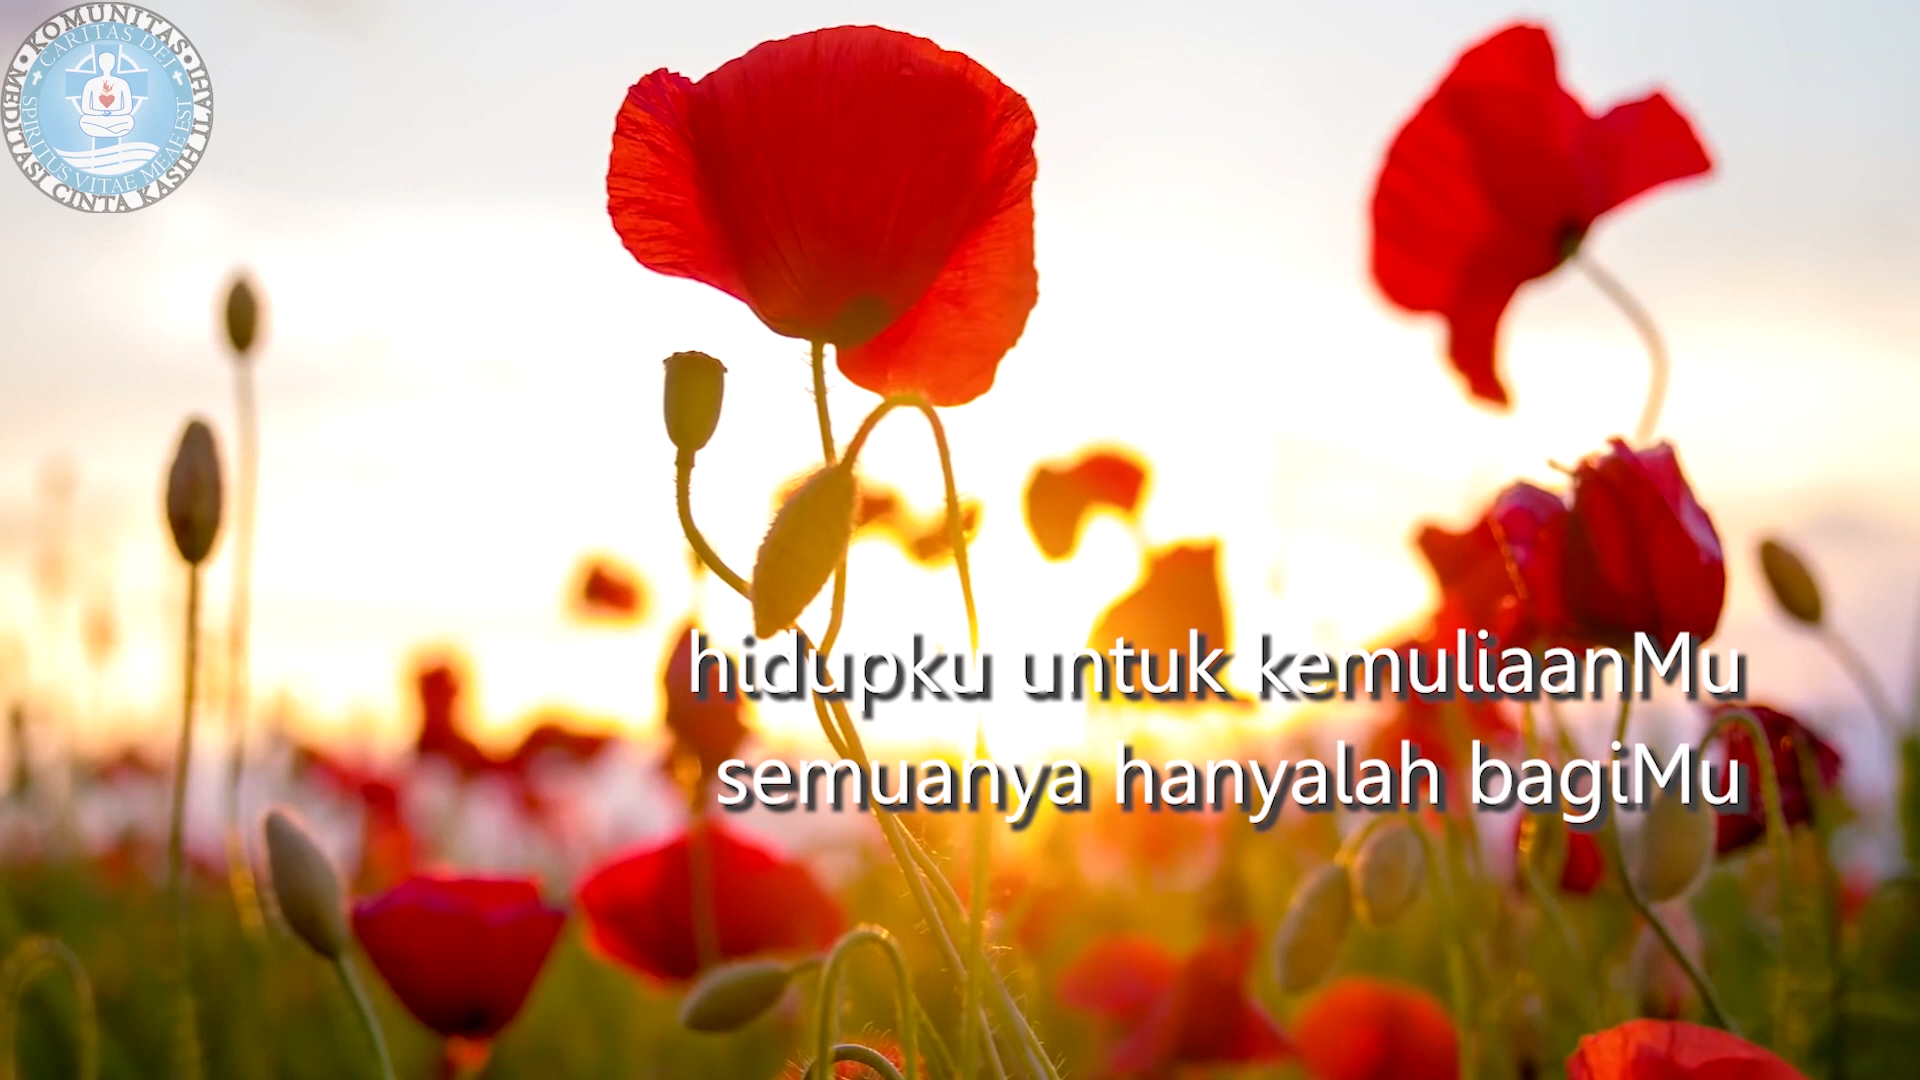 KOMUNITAS
MEDITASI CINTA KASIH ILAHI
CARITAS DEI
SPIRITUS VITAE MEAE EST
hidupku untuk kemuliaanMu
semuanya hanyalah bagiMu